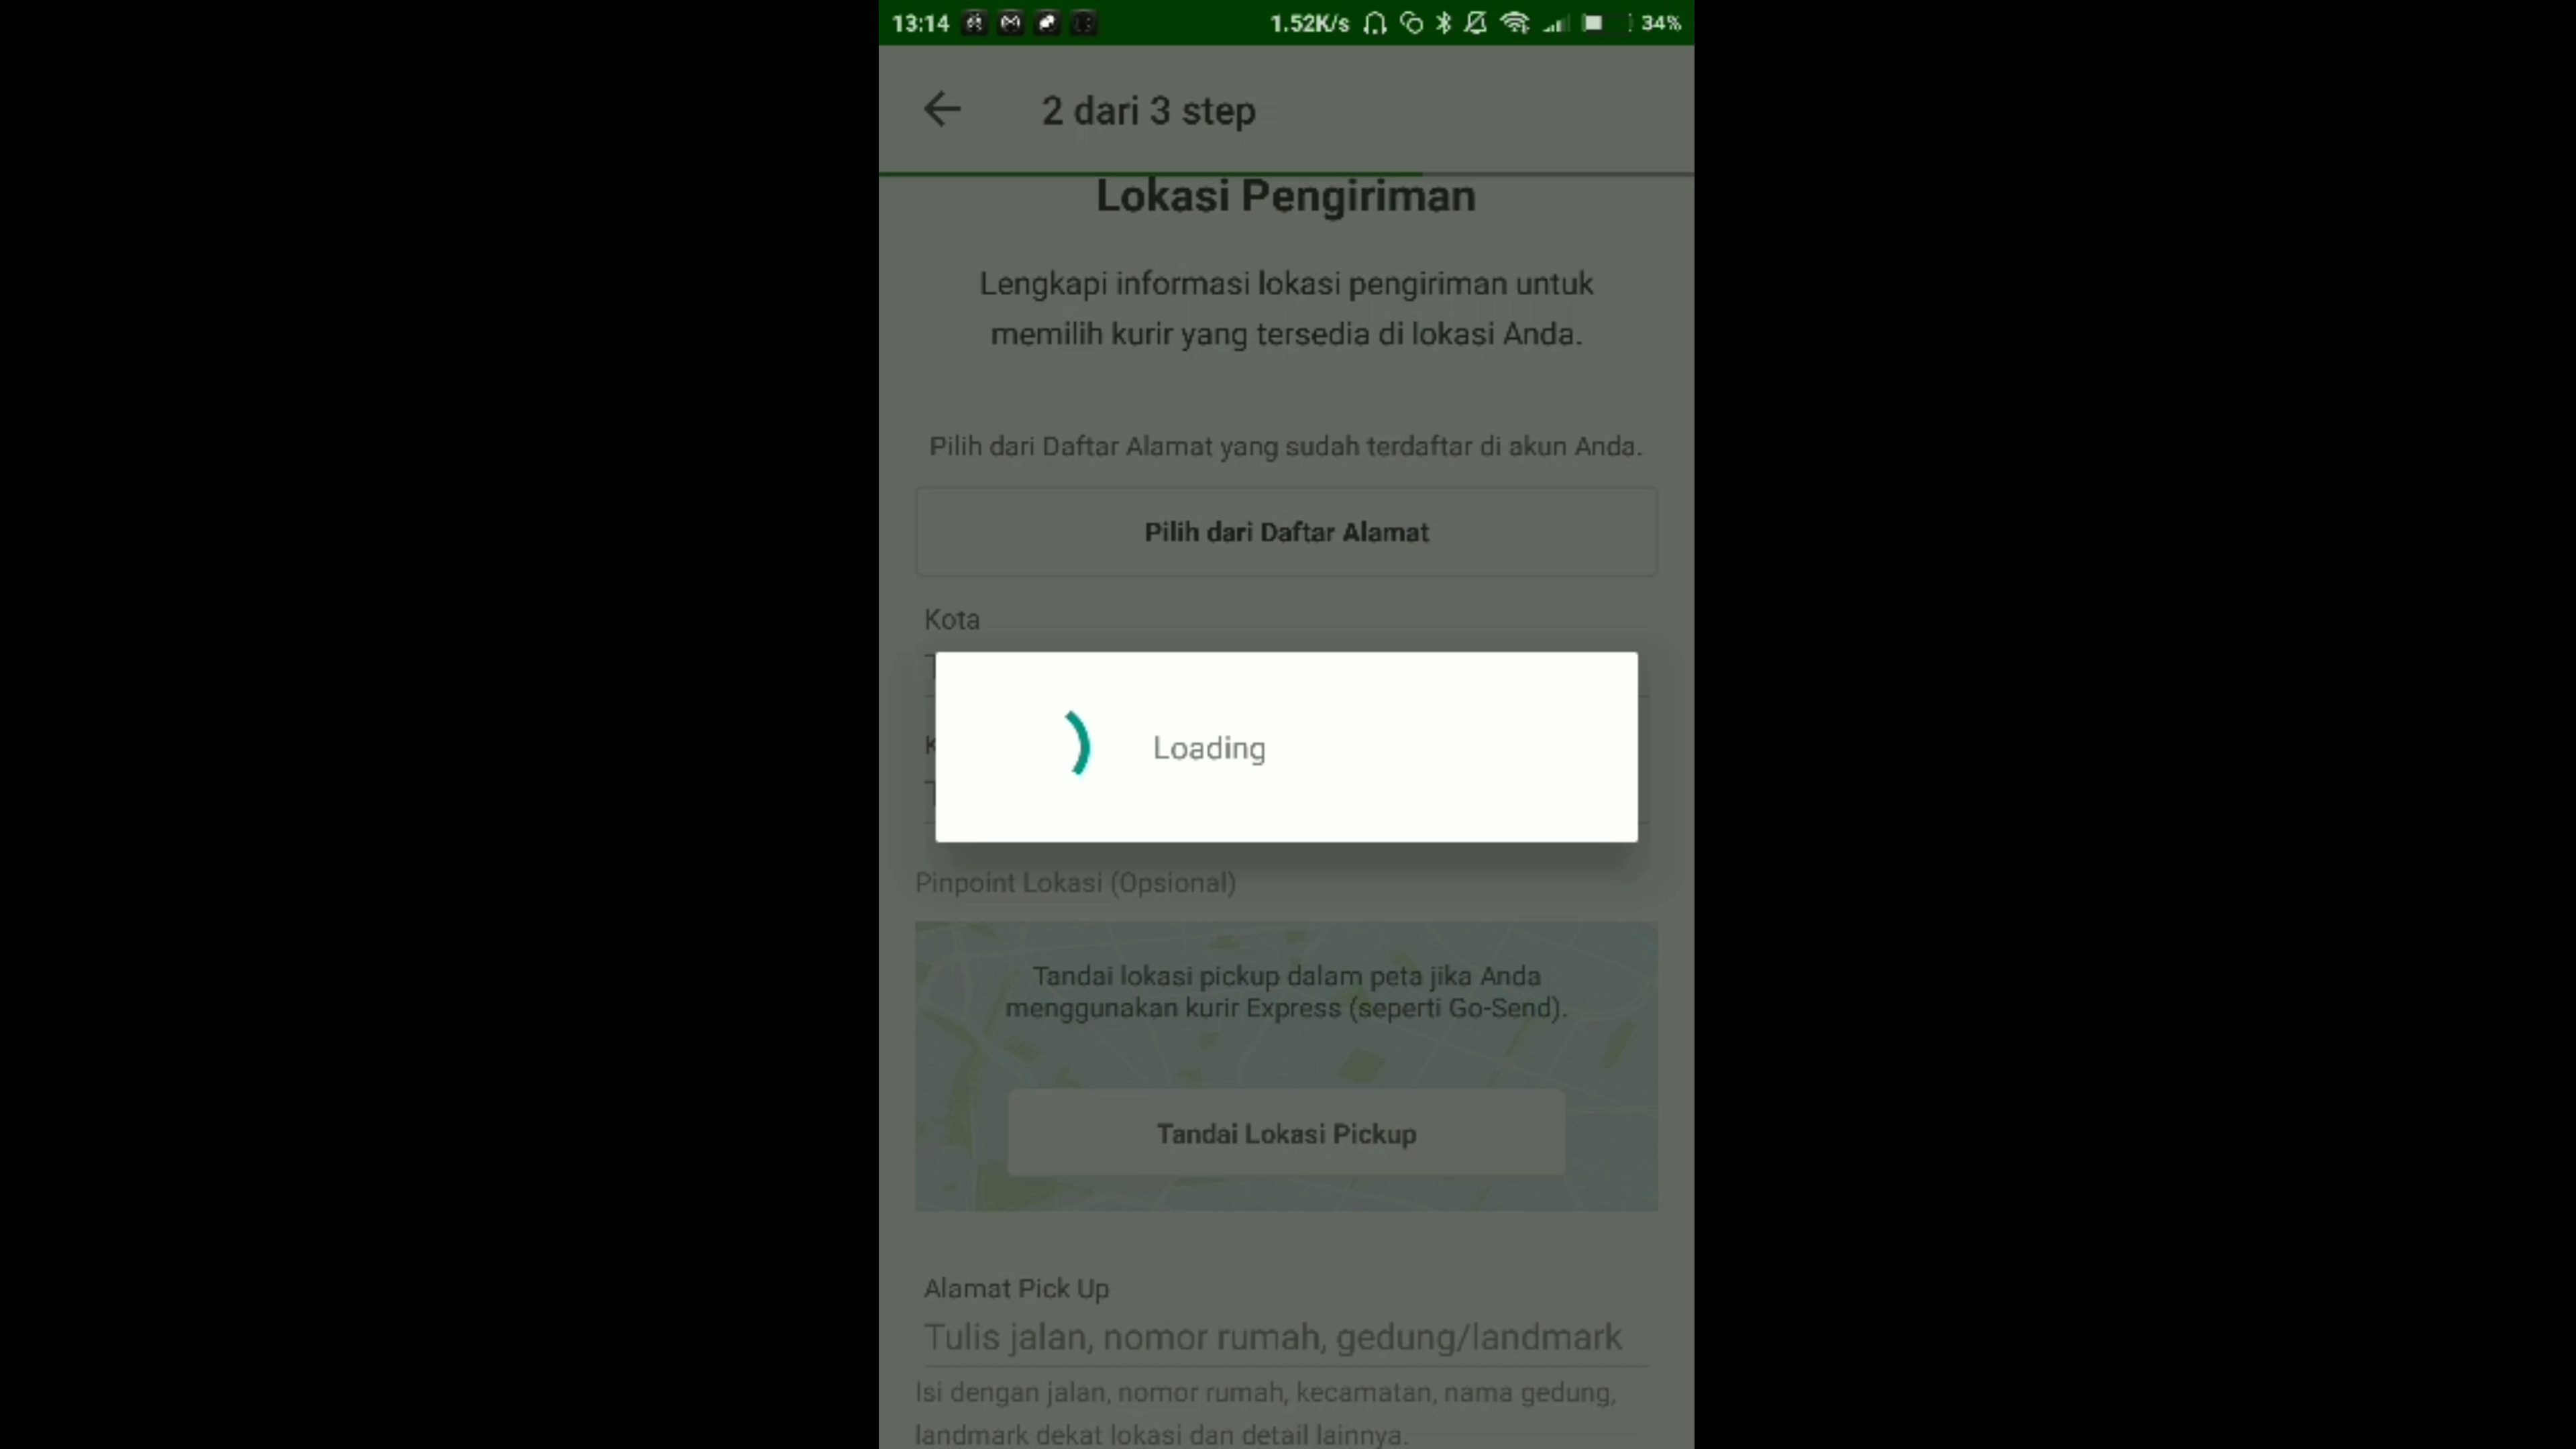 13:14 1.52K/s 34%
2 dari 3 step
Lokasi Pengiriman
Lengkapi informasi lokasi pengiriman untuk
memilih kurir yang tersedia di lokasi Anda.
Pilih dari Daftar Alamat yang sudah terdaftar di akun Anda.
Pilih dari Daftar Alamat
Kota
Loading
Pinpoint Lokasi (Opsional)
Tandai lokasi pickup dalam peta jika Anda
menggunakan kurir Express (seperti Go-Send).
Tandai Lokasi Pickup
Alamat Pick Up
Tulis jalan, nomor rumah, gedung/landmark
Isi dengan jalan, nomor rumah, kecamatan, nama gedung,
landmark dekat lokasi dan detail lainnya.